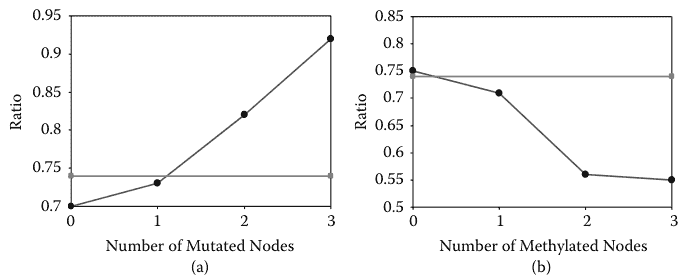 0.95
0.9
0.85
0.8
0.75
0.7
Ratio
0 1 2 3
Number of Mutated Nodes
(a)
0.85
0.8
0.75
0.7
0.65
0.6
0.55
0.5
Ratio
0 1 2 3
Number of Methylated Nodes
(b)